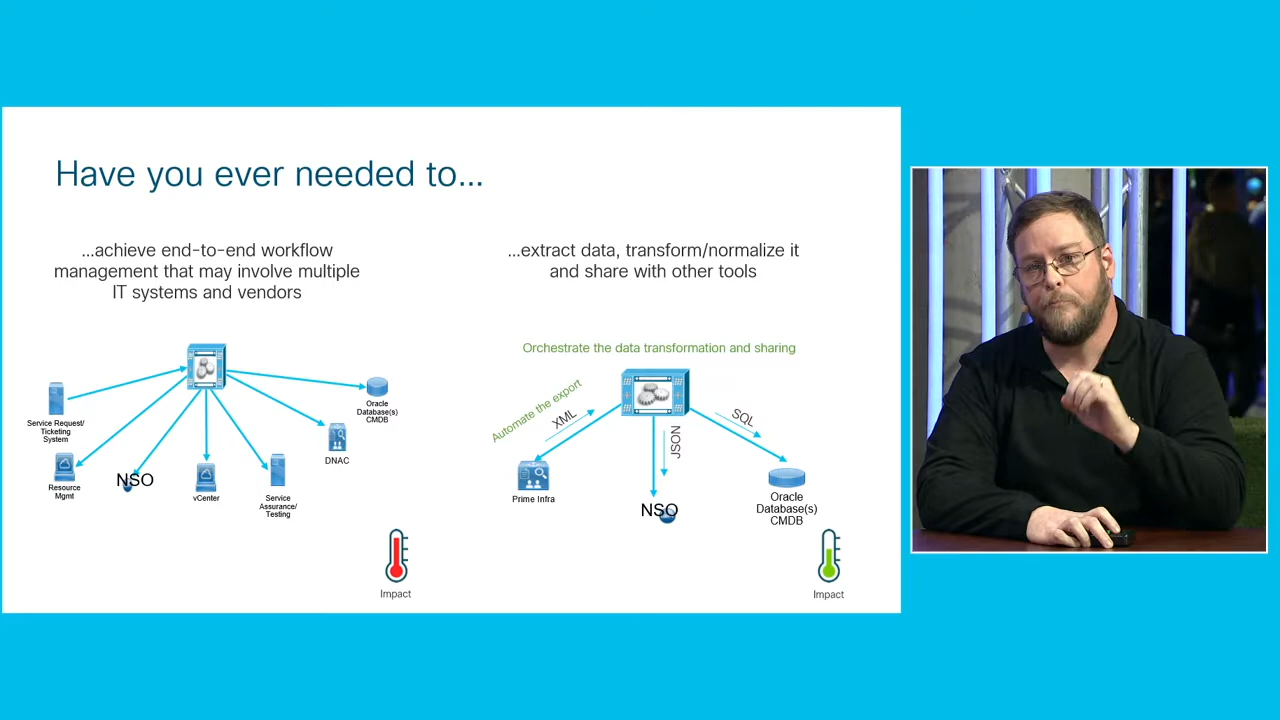 Have you ever needed to...
...achieve end-to-end workflow
management that may involve multiple
IT systems and vendors
Service Request/
Ticketing
System
Resource
Mgmt
NSO
vCenter
Service
Assurance/
Testing
DNAC
Oracle
Database(s)
CMDB
Impact
...extract data, transform/normalize it
and share with other tools
Orchestrate the data transformation and sharing
Automate the export
XML
JSON
SQL
Prime Infra
NSO
Oracle
Database(s)
CMDB
Impact